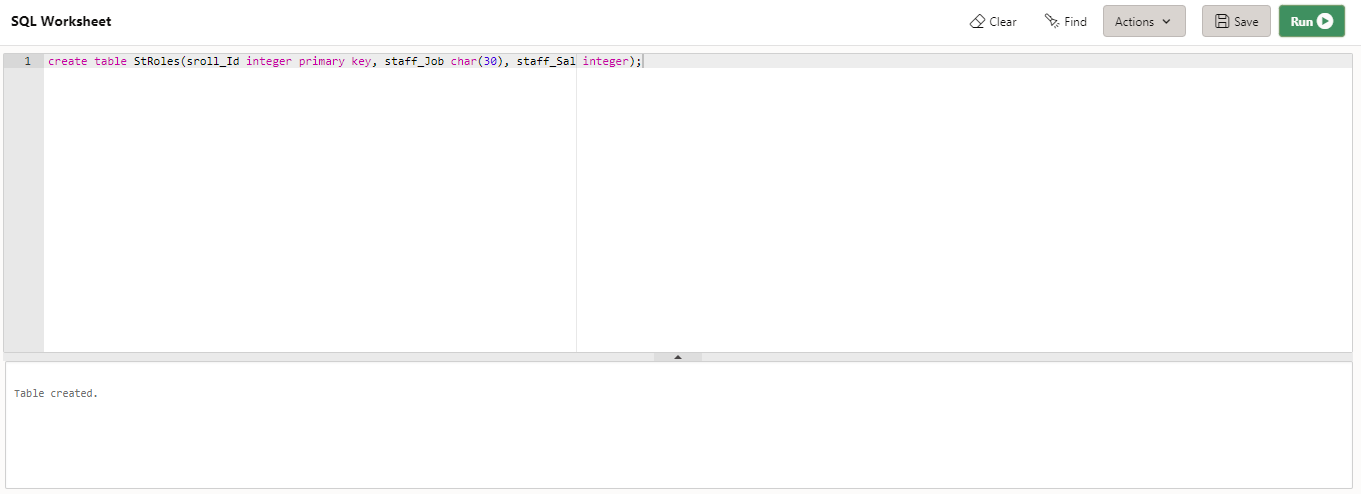 SQL Worksheet
Clear
Find
Actions
Save
Run
1 create table StRoles(sroll_Id integer primary key, staff_Job char(30), staff_Sal integer);
Table created.